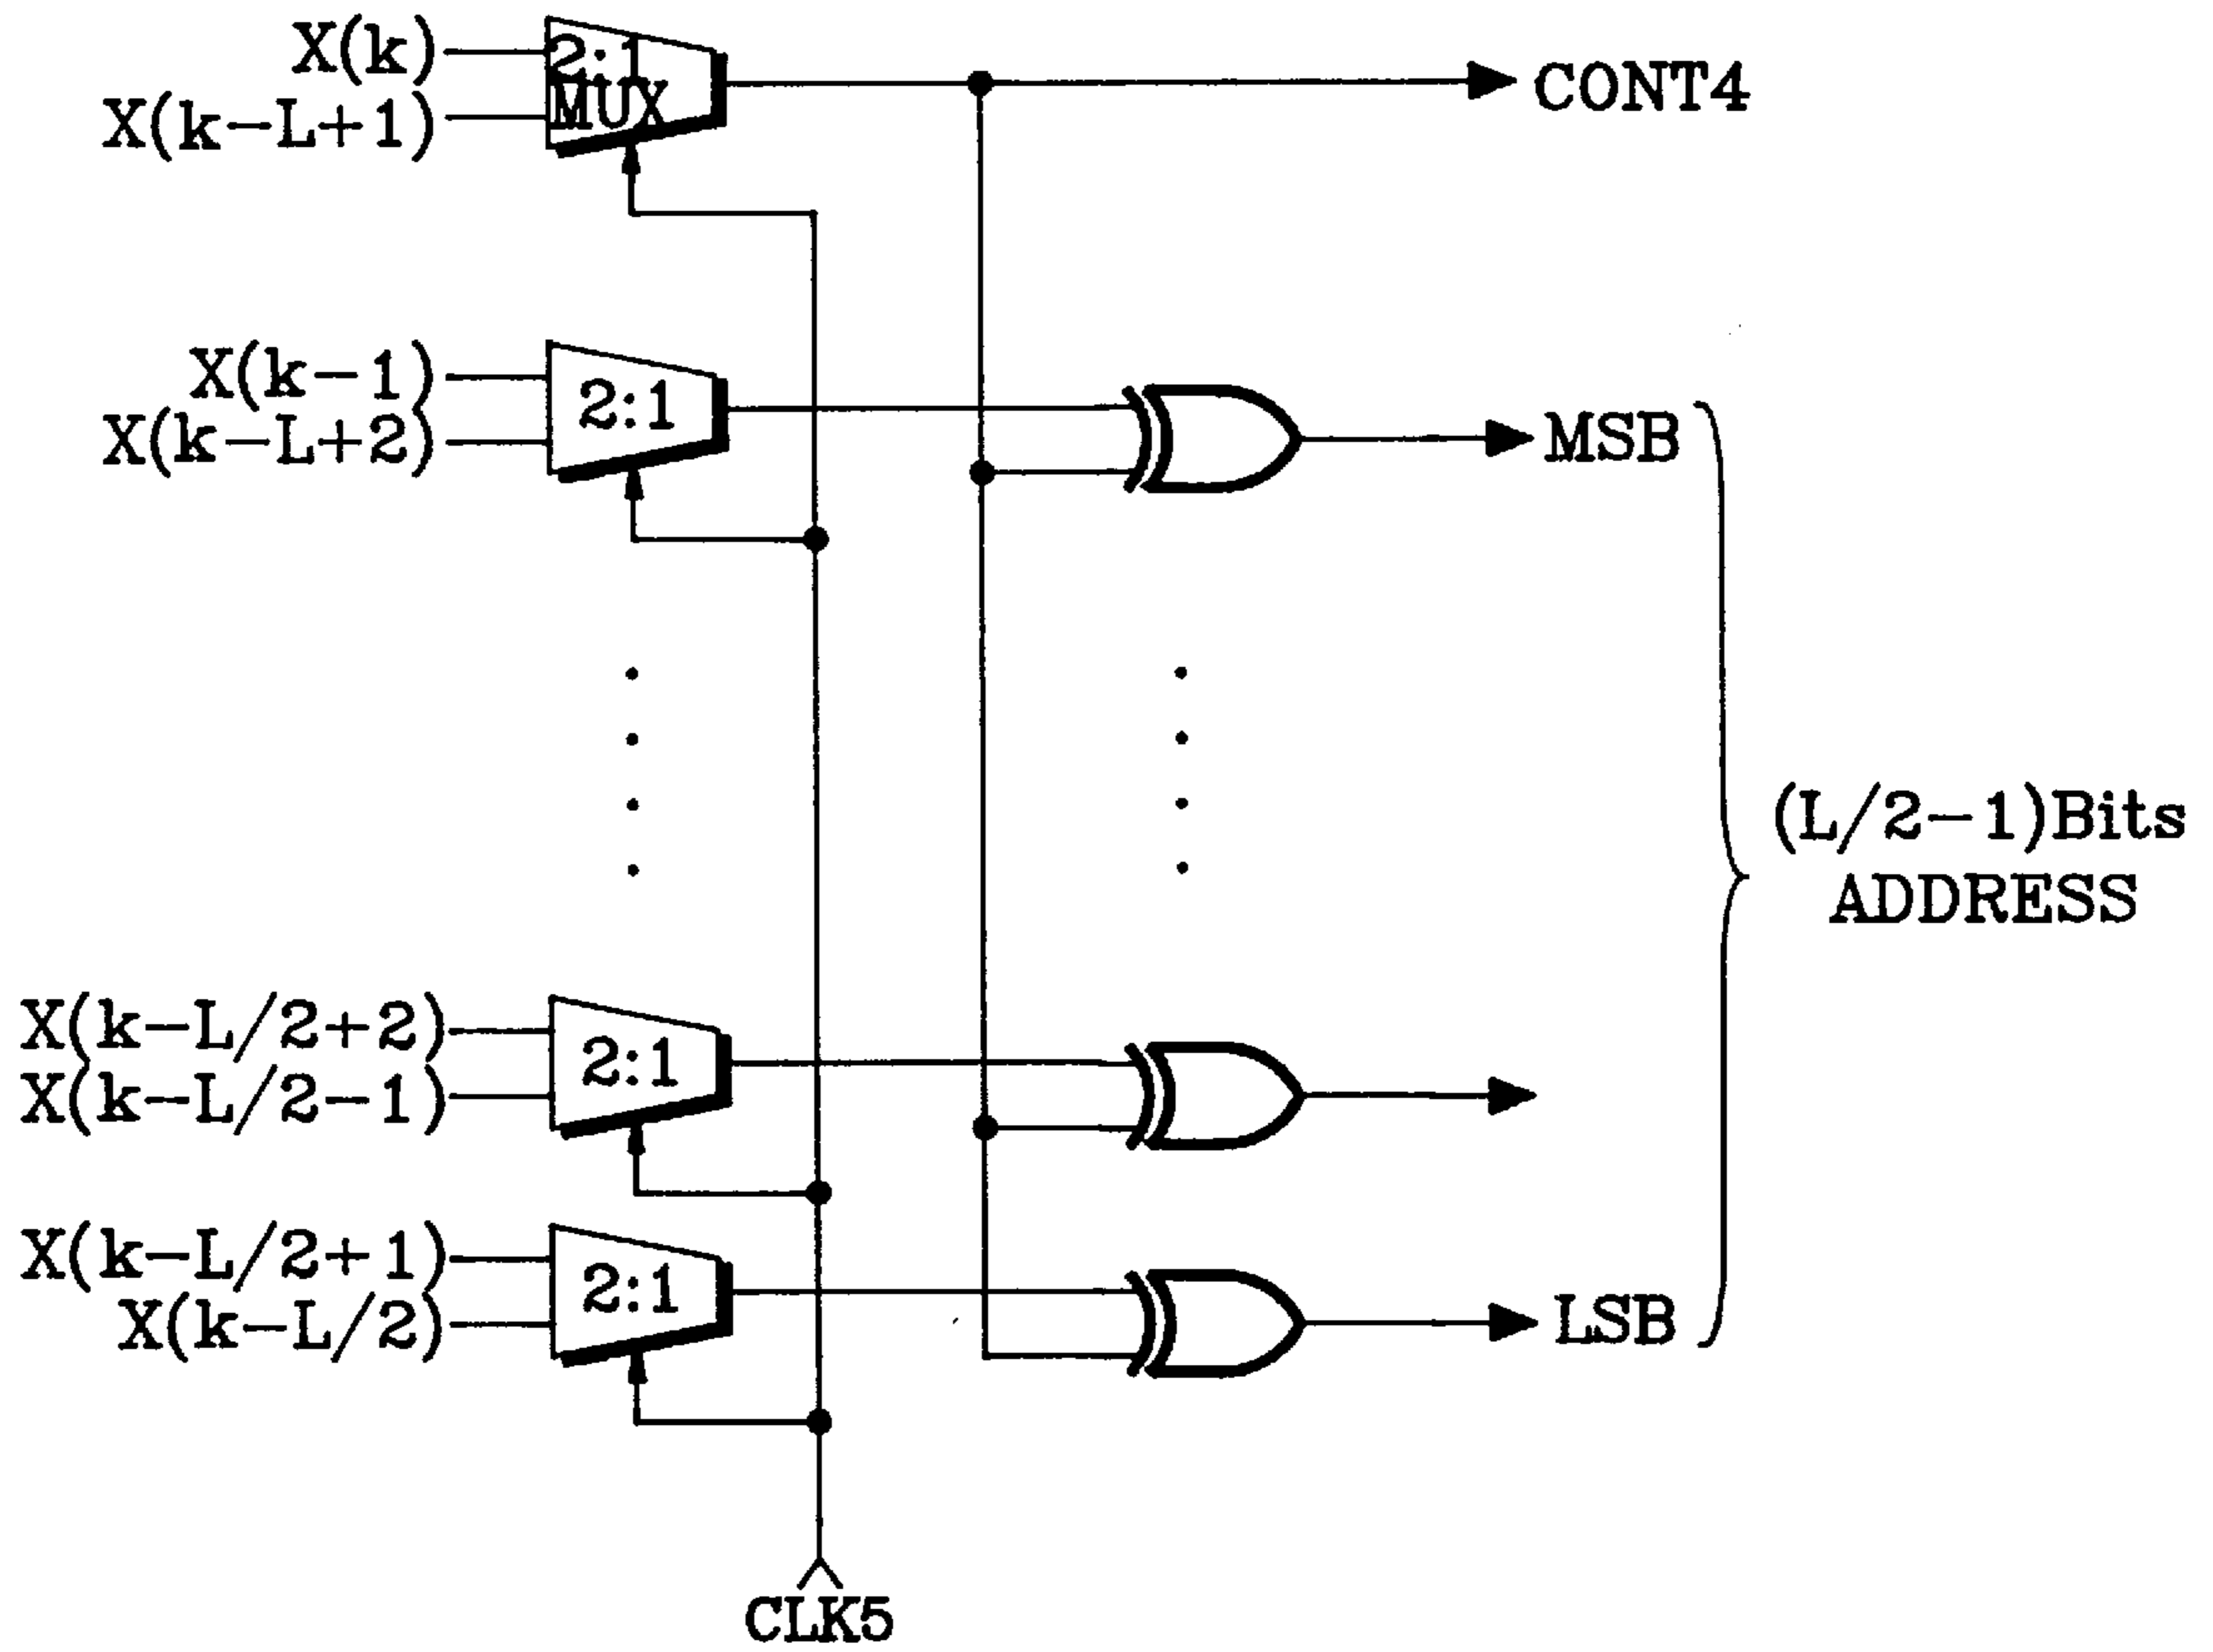 X(k)
X(k-L+1)
2:1
MUX
CONT4
X(k-1)
X(k-L+2)
2:1
MSB
(L/2-1)Bits
ADDRESS
X(k-L/2+2)
X(k-L/2-1)
2:1
X(k-L/2+1)
X(k-L/2)
2:1
LSB
CLK5